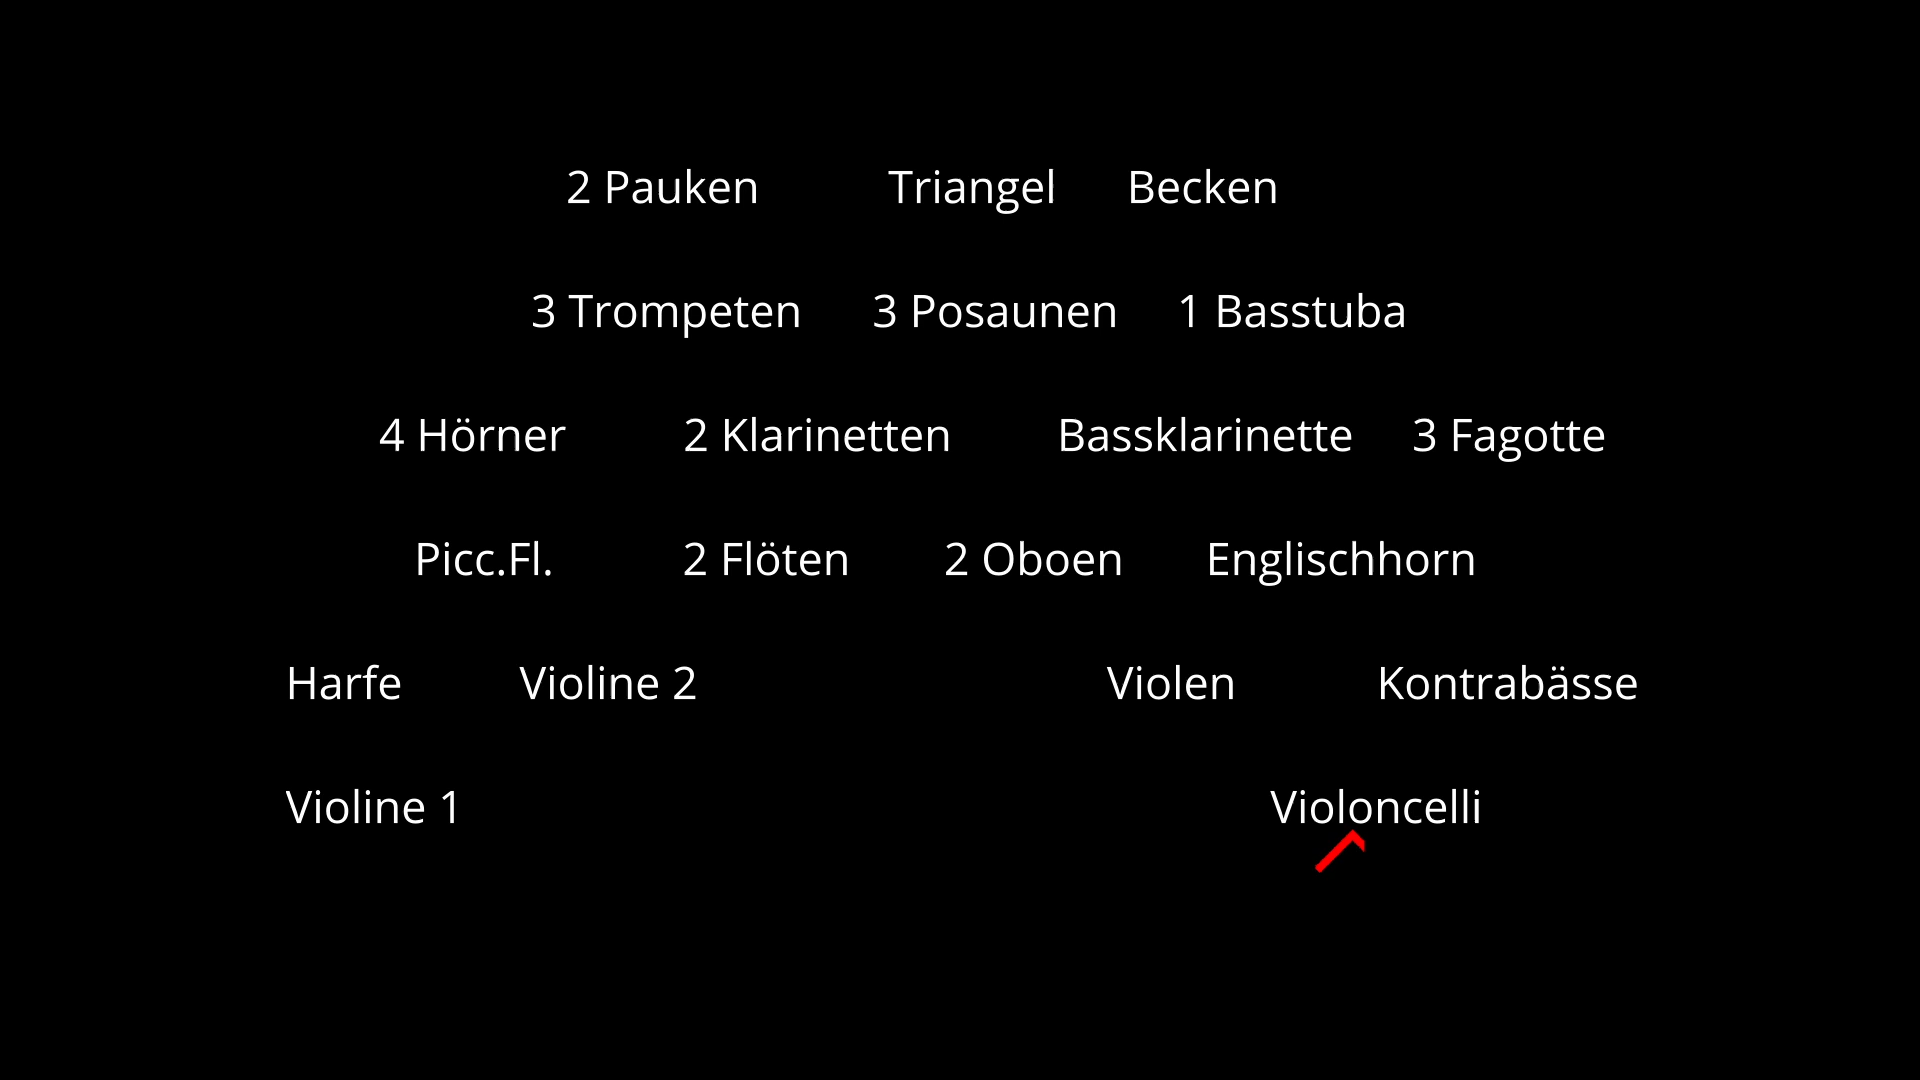 2 Pauken Triangel Becken
3 Trompeten 3 Posaunen 1 Basstuba
4 Hörner 2 Klarinetten Bassklarinette 3 Fagotte
Picc.Fl. 2 Flöten 2 Oboen Englischhorn
Harfe Violine 2 Violen Kontrabässe
Violine 1 Violoncelli